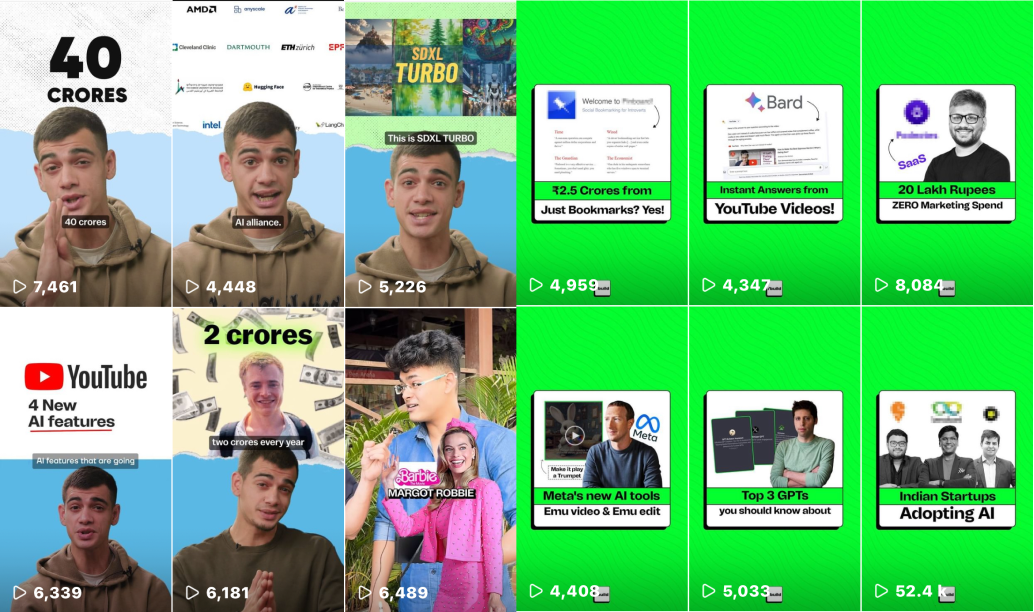 40
CRORES
40 crores
7,461
AMD
anyscale
Cleveland Clinic
DARTMOUTH
ETH zürich
EPF
Hugging Face
intel
LangCh
AI alliance.
4,448
SDXL
TURBO
This is SDXL TURBO
5,226
Welcome to
Social Bookmarking for Introverts
₹2.5 Crores from
Just Bookmarks? Yes!
4,959
build
Bard
Instant Answers from
YouTube Videos!
4,347
build
SaaS
20 Lakh Rupees
ZERO Marketing Spend
8,084
build
YouTube
4 New
AI features
AI features that are going
6,339
2 crores
two crores every year
6,181
Barbie
MARGOT ROBBIE
6,489
Meta
Make it play
a Trumpet
Meta's new AI tools
Emu video & Emu edit
4,408
build
Top 3 GPTs
you should know about
5,033
build
Indian Startups
Adopting AI
52.4 k
build